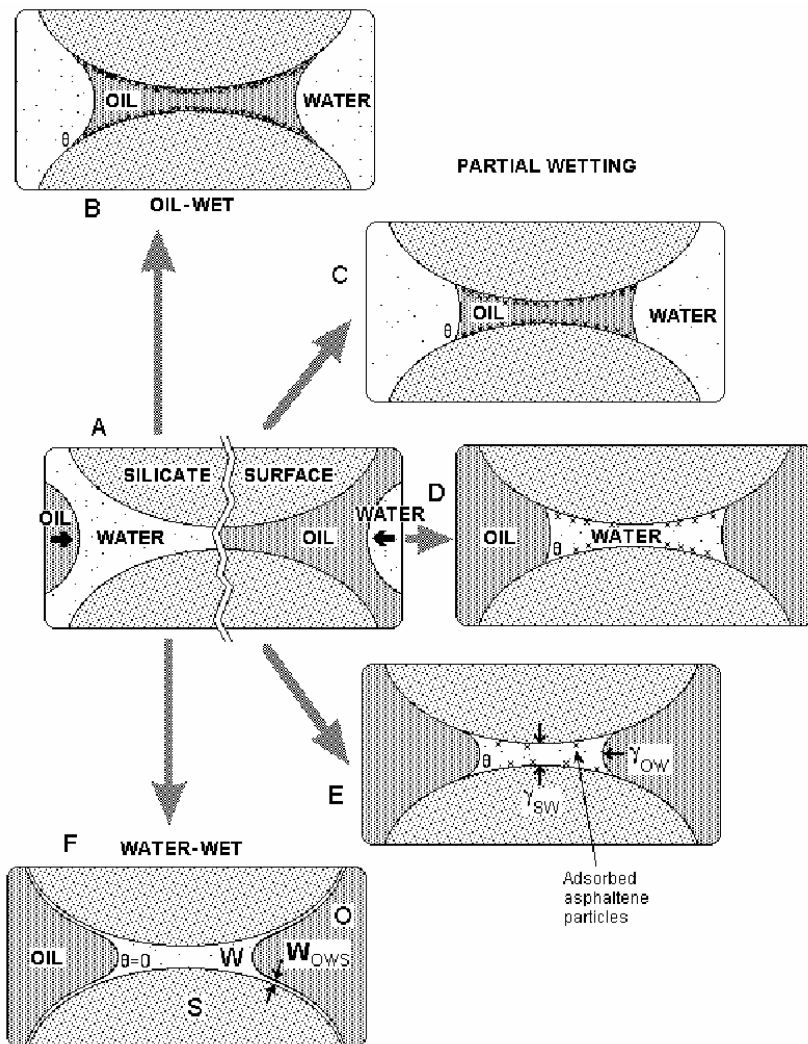 OIL
WATER
θ
B
OIL-WET
PARTIAL WETTING
C
OIL
WATER
θ
A
SILICATE SURFACE
OIL
WATER
OIL
WATER
D
OIL
WATER
θ
E
θ
γOW
γSW
Adsorbed
asphaltene
particles
F
WATER-WET
OIL
θ=0
W
O
WOWS
S